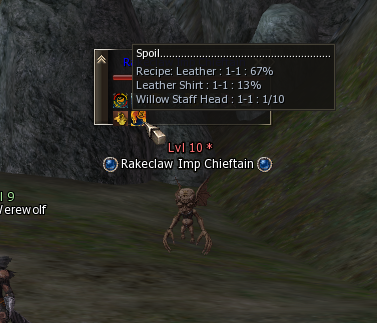 Spoil......................................................
Recipe: Leather : 1-1 : 67%
Leather Shirt : 1-1 : 13%
Willow Staff Head : 1-1 : 1/10
Lvl 10 *
Rakeclaw Imp Chieftain
l 9
Werewolf